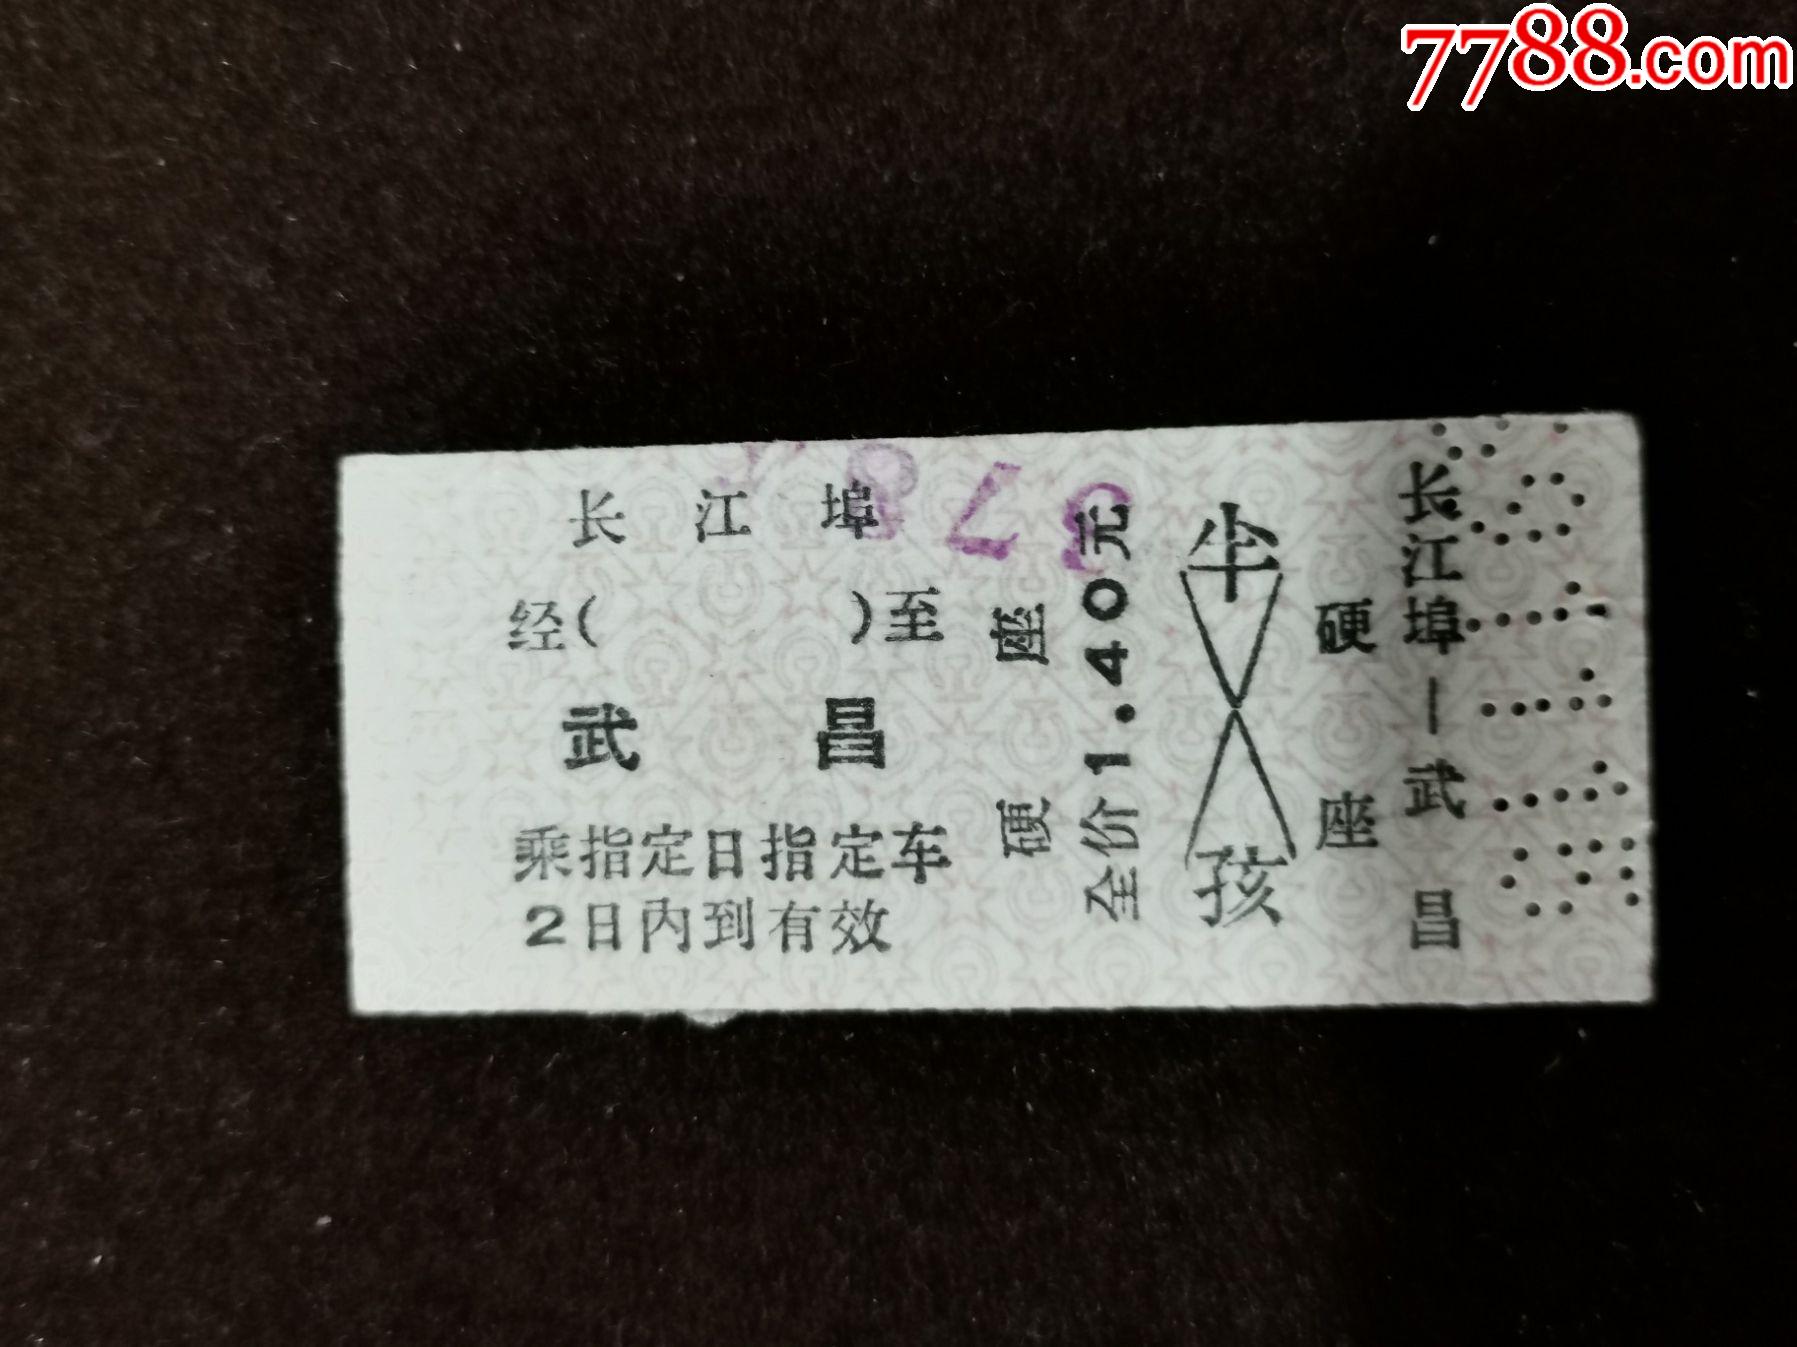 7788.com
长江埠
经( )至
武昌
乘指定日指定车
2日内到有效
硬座
全价1.40元
半
孩
硬座
长江埠—武昌